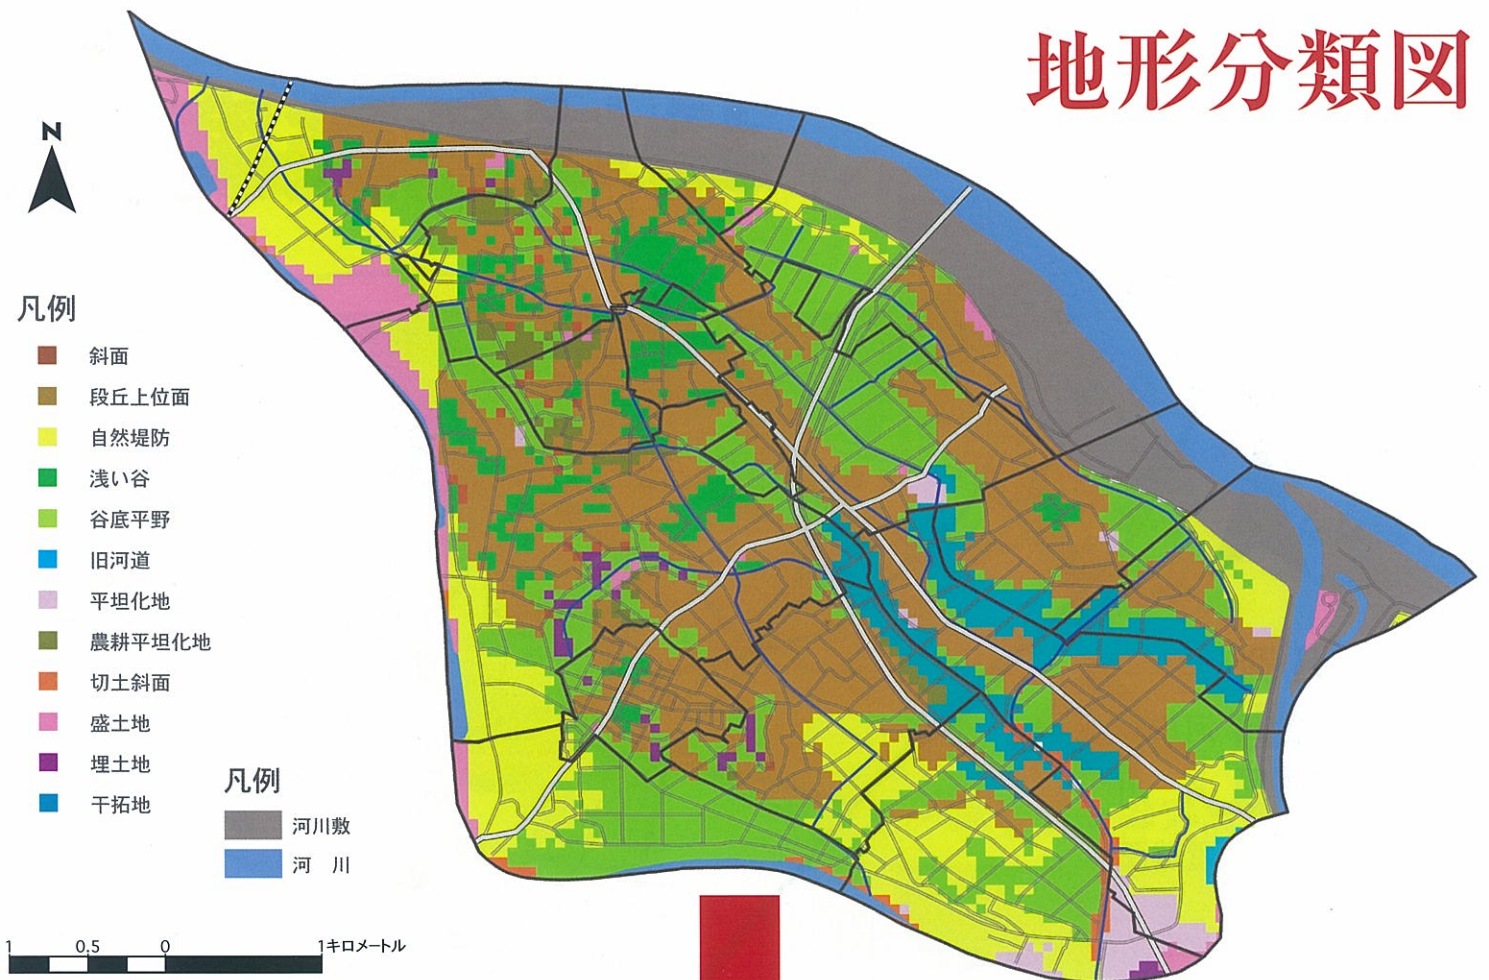 地形分類図
N
凡例
斜面
段丘上位面
自然堤防
浅い谷
谷底平野
旧河道
平坦化地
農耕平坦化地
切土斜面
盛土地
埋土地
干拓地
凡例
河川敷
河　川
1 0.5 0 1キロメートル